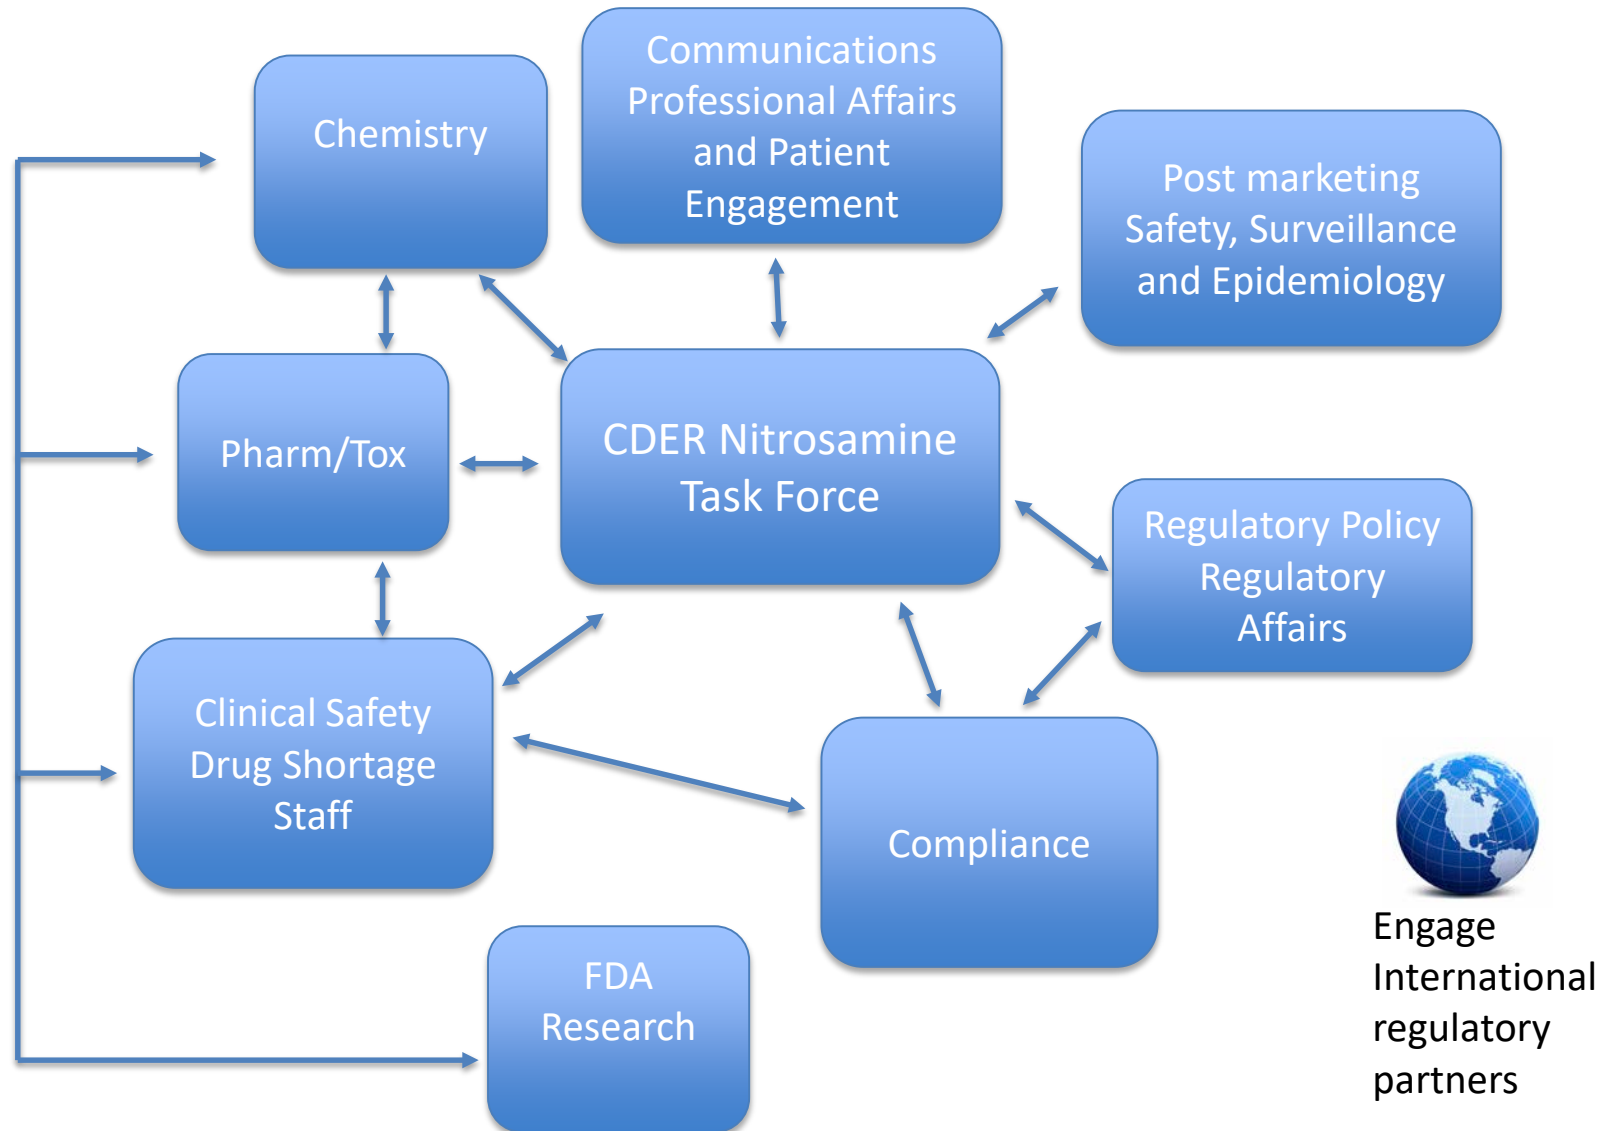 Chemistry
Communications
Professional Affairs
and Patient
Engagement
Post marketing
Safety, Surveillance
and Epidemiology
Pharm/Tox
CDER Nitrosamine
Task Force
Regulatory Policy
Regulatory
Affairs
Clinical Safety
Drug Shortage
Staff
Compliance
FDA
Research
Engage
International
regulatory
partners